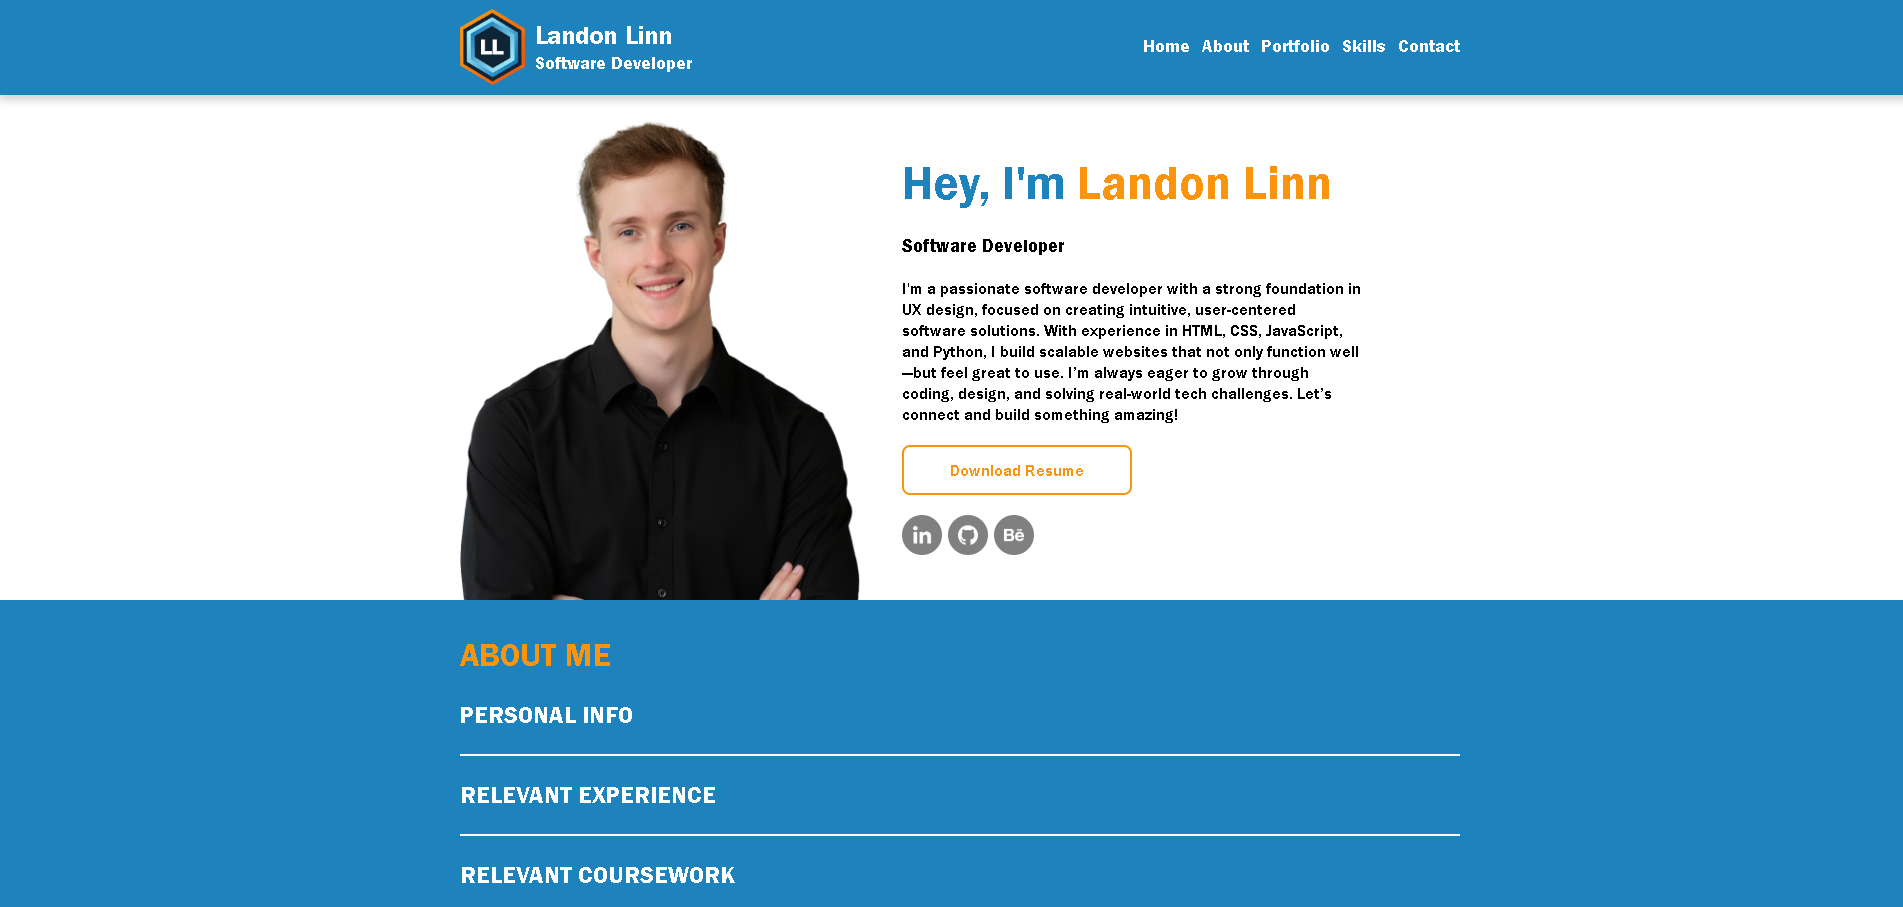 LL
Landon Linn
Software Developer
Home About Portfolio Skills Contact
Hey, I'm Landon Linn
Software Developer
I'm a passionate software developer with a strong foundation in
UX design, focused on creating intuitive, user-centered
software solutions. With experience in HTML, CSS, JavaScript,
and Python, I build scalable websites that not only function well
—but feel great to use. I’m always eager to grow through
coding, design, and solving real-world tech challenges. Let’s
connect and build something amazing!
Download Resume
in
Bē
ABOUT ME
PERSONAL INFO
RELEVANT EXPERIENCE
RELEVANT COURSEWORK